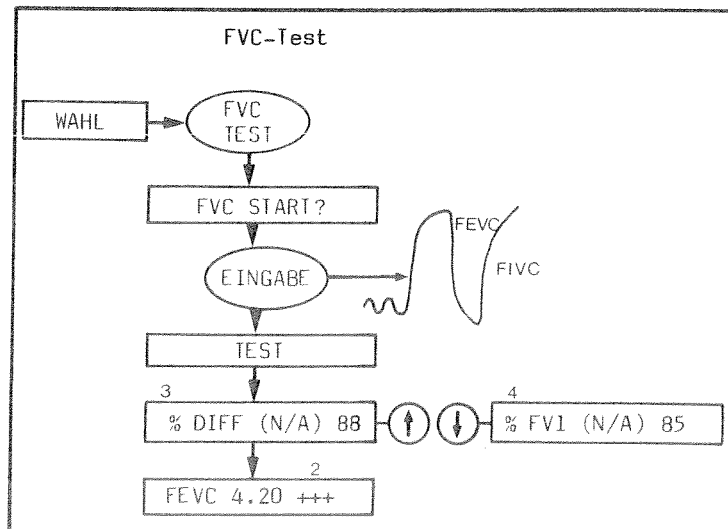 FVC-Test
WAHL
FVC
TEST
FVC START?
FEVC
FIVC
EINGABE
TEST
3
% DIFF (N/A) 88
4
% FV1 (N/A) 85
2
FEVC 4.20 +++